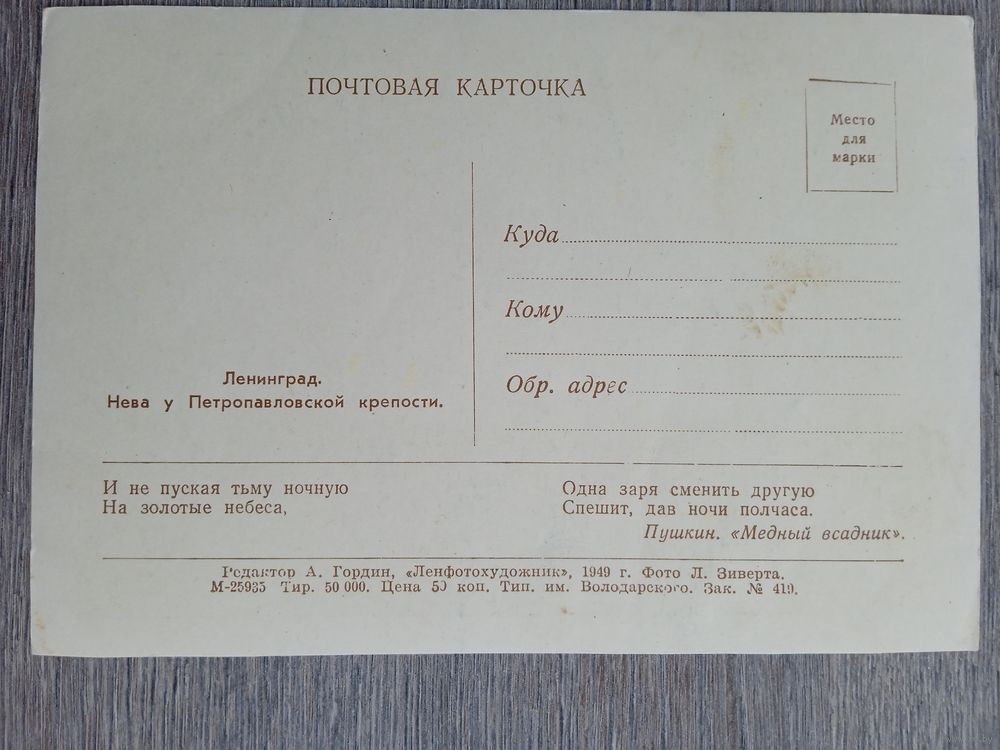 ПОЧТОВАЯ КАРТОЧКА
Место
для
марки
Куда
Кому
Обр. адрес
Ленинград.
Нева у Петропавловской крепости.
И не пуская тьму ночную
На золотые небеса,
Одна заря сменить другую
Спешит, дав ночи полчаса.
Пушкин. «Медный всадник».
Редактор А. Гордин, «Ленфотохудожник», 1949 г. Фото Л. Зиверта.
М-25935 Тир. 50 000. Цена 50 коп. Тип. им. Володарского. Зак. № 419.